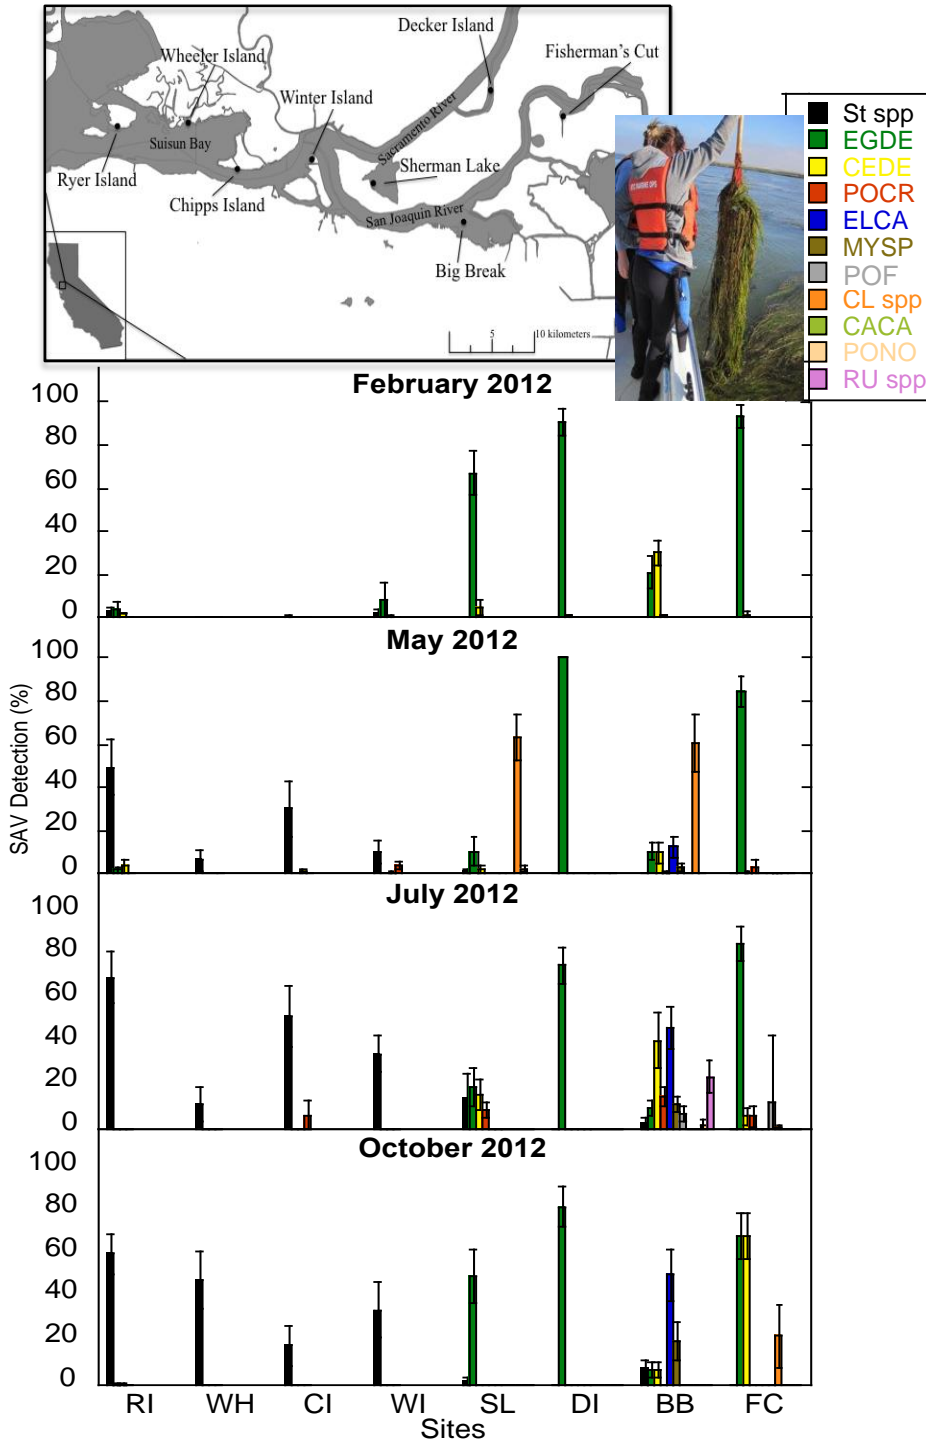 Decker Island
Fisherman's Cut
Wheeler Island
Winter Island
Sacramento River
Suisun Bay
Ryer Island
Sherman Lake
Chipps Island
San Joaquin River
Big Break
5
10 kilometers
St spp
EGDE
CEDE
POCR
ELCA
MYSP
POF
CL spp
CACA
PONO
RU spp
February 2012
100
80
60
40
20
0
May 2012
100
80
60
40
20
0
SAV Detection (%)
July 2012
100
80
60
40
20
0
October 2012
100
80
60
40
20
0
RI WH CI WI SL DI BB FC
Sites